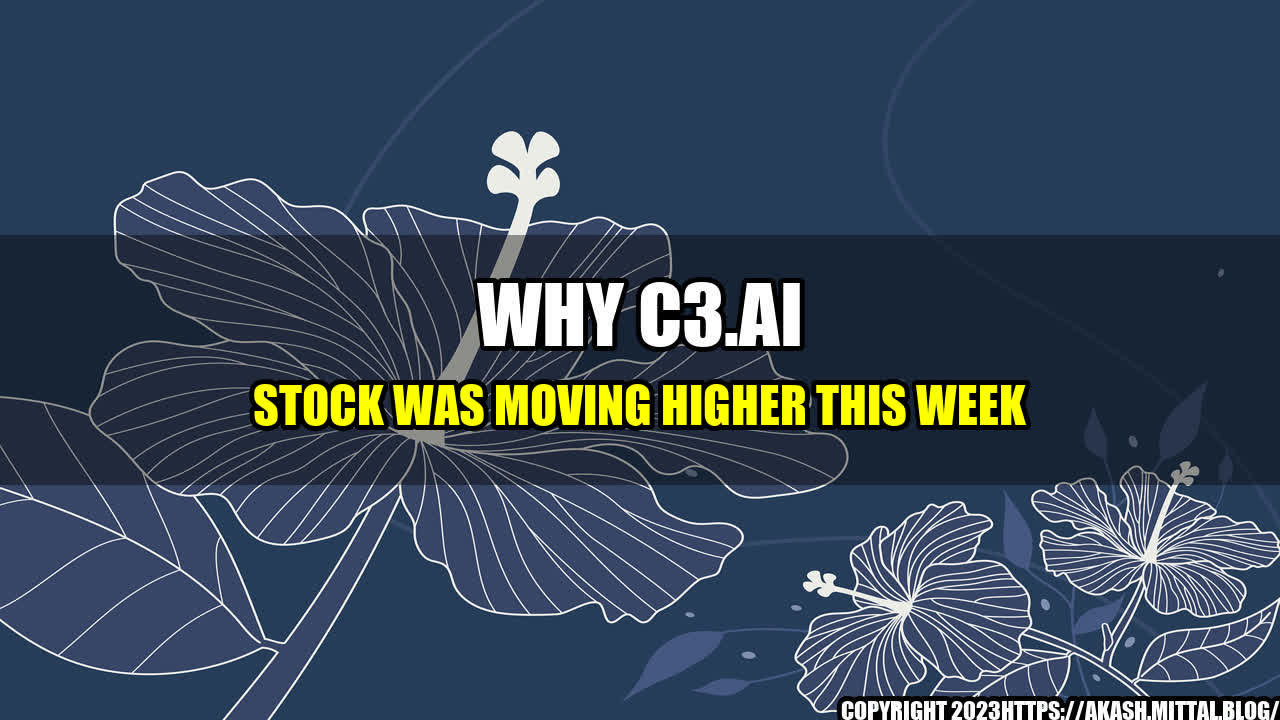 WHY C3.AI
STOCK WAS MOVING HIGHER THIS WEEK
COPYRIGHT 2023HTTPS://AKASH.MITTAL.BLOG/